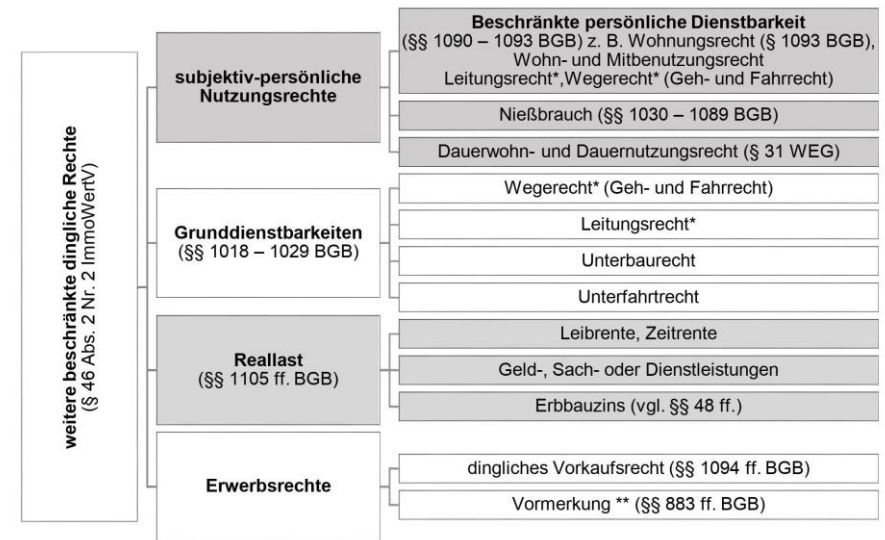 weitere beschränkte dingliche Rechte
(§ 46 Abs. 2 Nr. 2 ImmoWertV)
subjektiv-persönliche
Nutzungsrechte
Beschränkte persönliche Dienstbarkeit
(§§ 1090 – 1093 BGB) z. B. Wohnungsrecht (§ 1093 BGB),
Wohn- und Mitbenutzungsrecht
Leitungsrecht*,Wegerecht* (Geh- und Fahrrecht)
Nießbrauch (§§ 1030 – 1089 BGB)
Dauerwohn- und Dauernutzungsrecht (§ 31 WEG)
Grunddienstbarkeiten
(§§ 1018 – 1029 BGB)
Wegerecht* (Geh- und Fahrrecht)
Leitungsrecht*
Unterbaurecht
Unterfahrtrecht
Reallast
(§§ 1105 ff. BGB)
Leibrente, Zeitrente
Geld-, Sach- oder Dienstleistungen
Erbbauzins (vgl. §§ 48 ff.)
Erwerbsrechte
dingliches Vorkaufsrecht (§§ 1094 ff. BGB)
Vormerkung ** (§§ 883 ff. BGB)